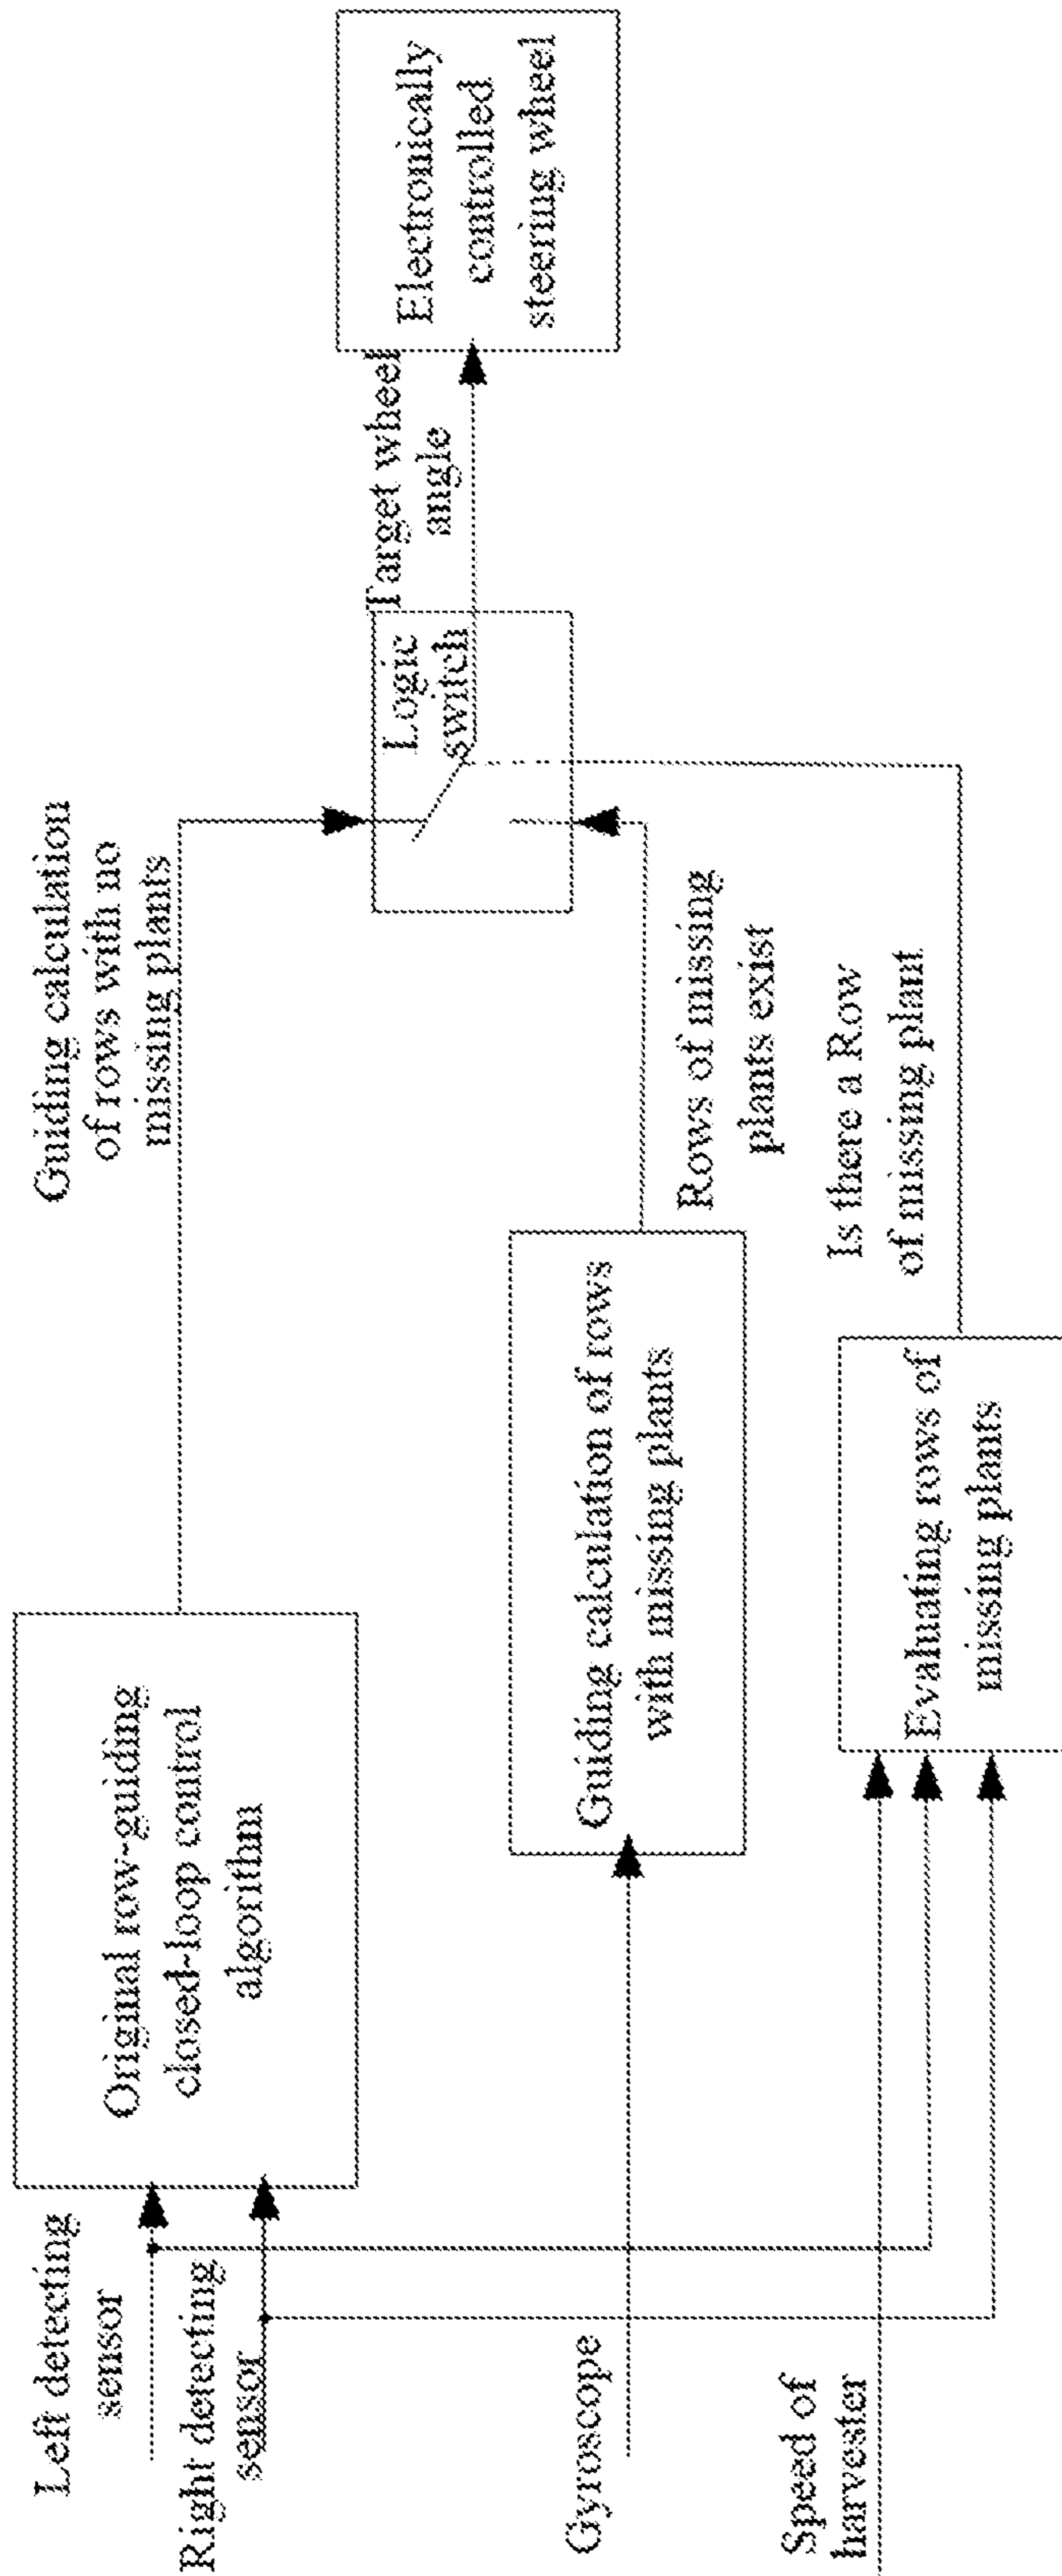 Left detecting
sensor
Right detecting
sensor
Gyroscope
Speed of
harvester
Original row-guiding
closed-loop control
algorithm
Guiding calculation of rows
with missing plants
Evaluating rows of
missing plants
Guiding calculation
of rows with no
missing plants
Rows of missing
plants exist
Is there a Row
of missing plant
Logic
switch
Target wheel
angle
Electronically
controlled
steering wheel